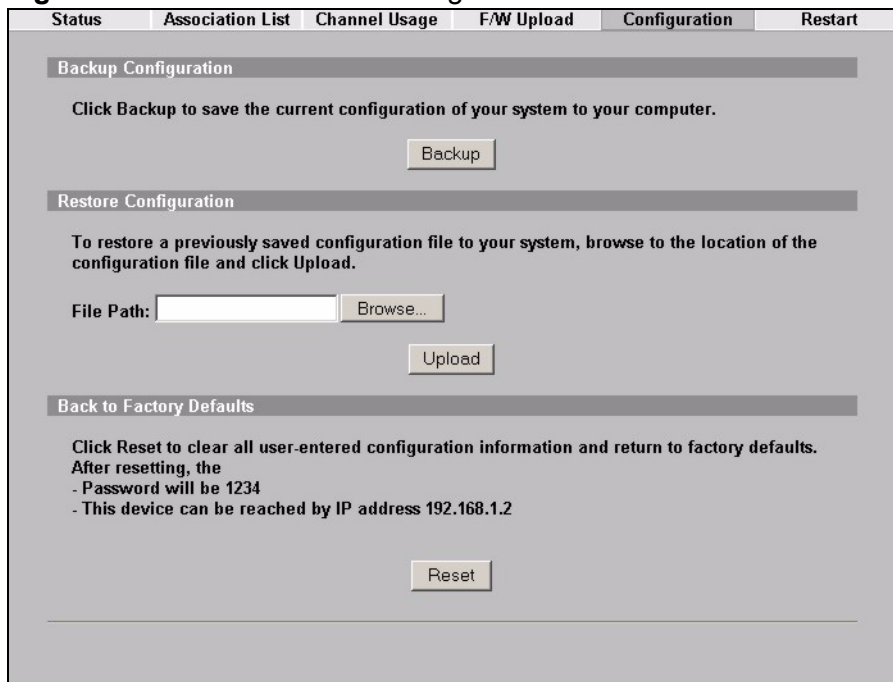 Status Association List Channel Usage F/W Upload Configuration Restart
Backup Configuration
Click Backup to save the current configuration of your system to your computer.
Backup
Restore Configuration
To restore a previously saved configuration file to your system, browse to the location of the
configuration file and click Upload.
File Path: Browse...
Upload
Back to Factory Defaults
Click Reset to clear all user-entered configuration information and return to factory defaults.
After resetting, the
- Password will be 1234
- This device can be reached by IP address 192.168.1.2
Reset